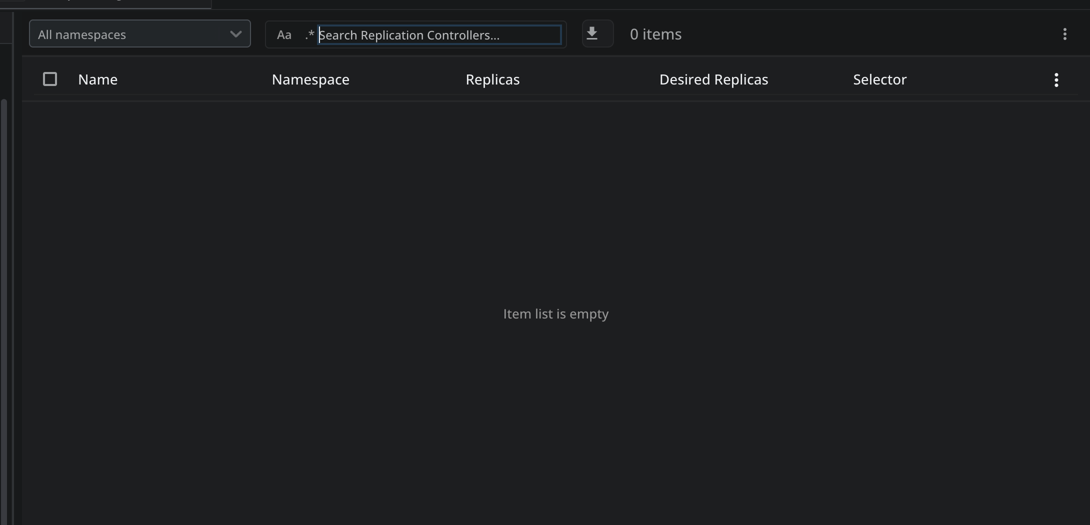 All namespaces Aa .* Search Replication Controllers... 0 items
Name Namespace Replicas Desired Replicas Selector
Item list is empty